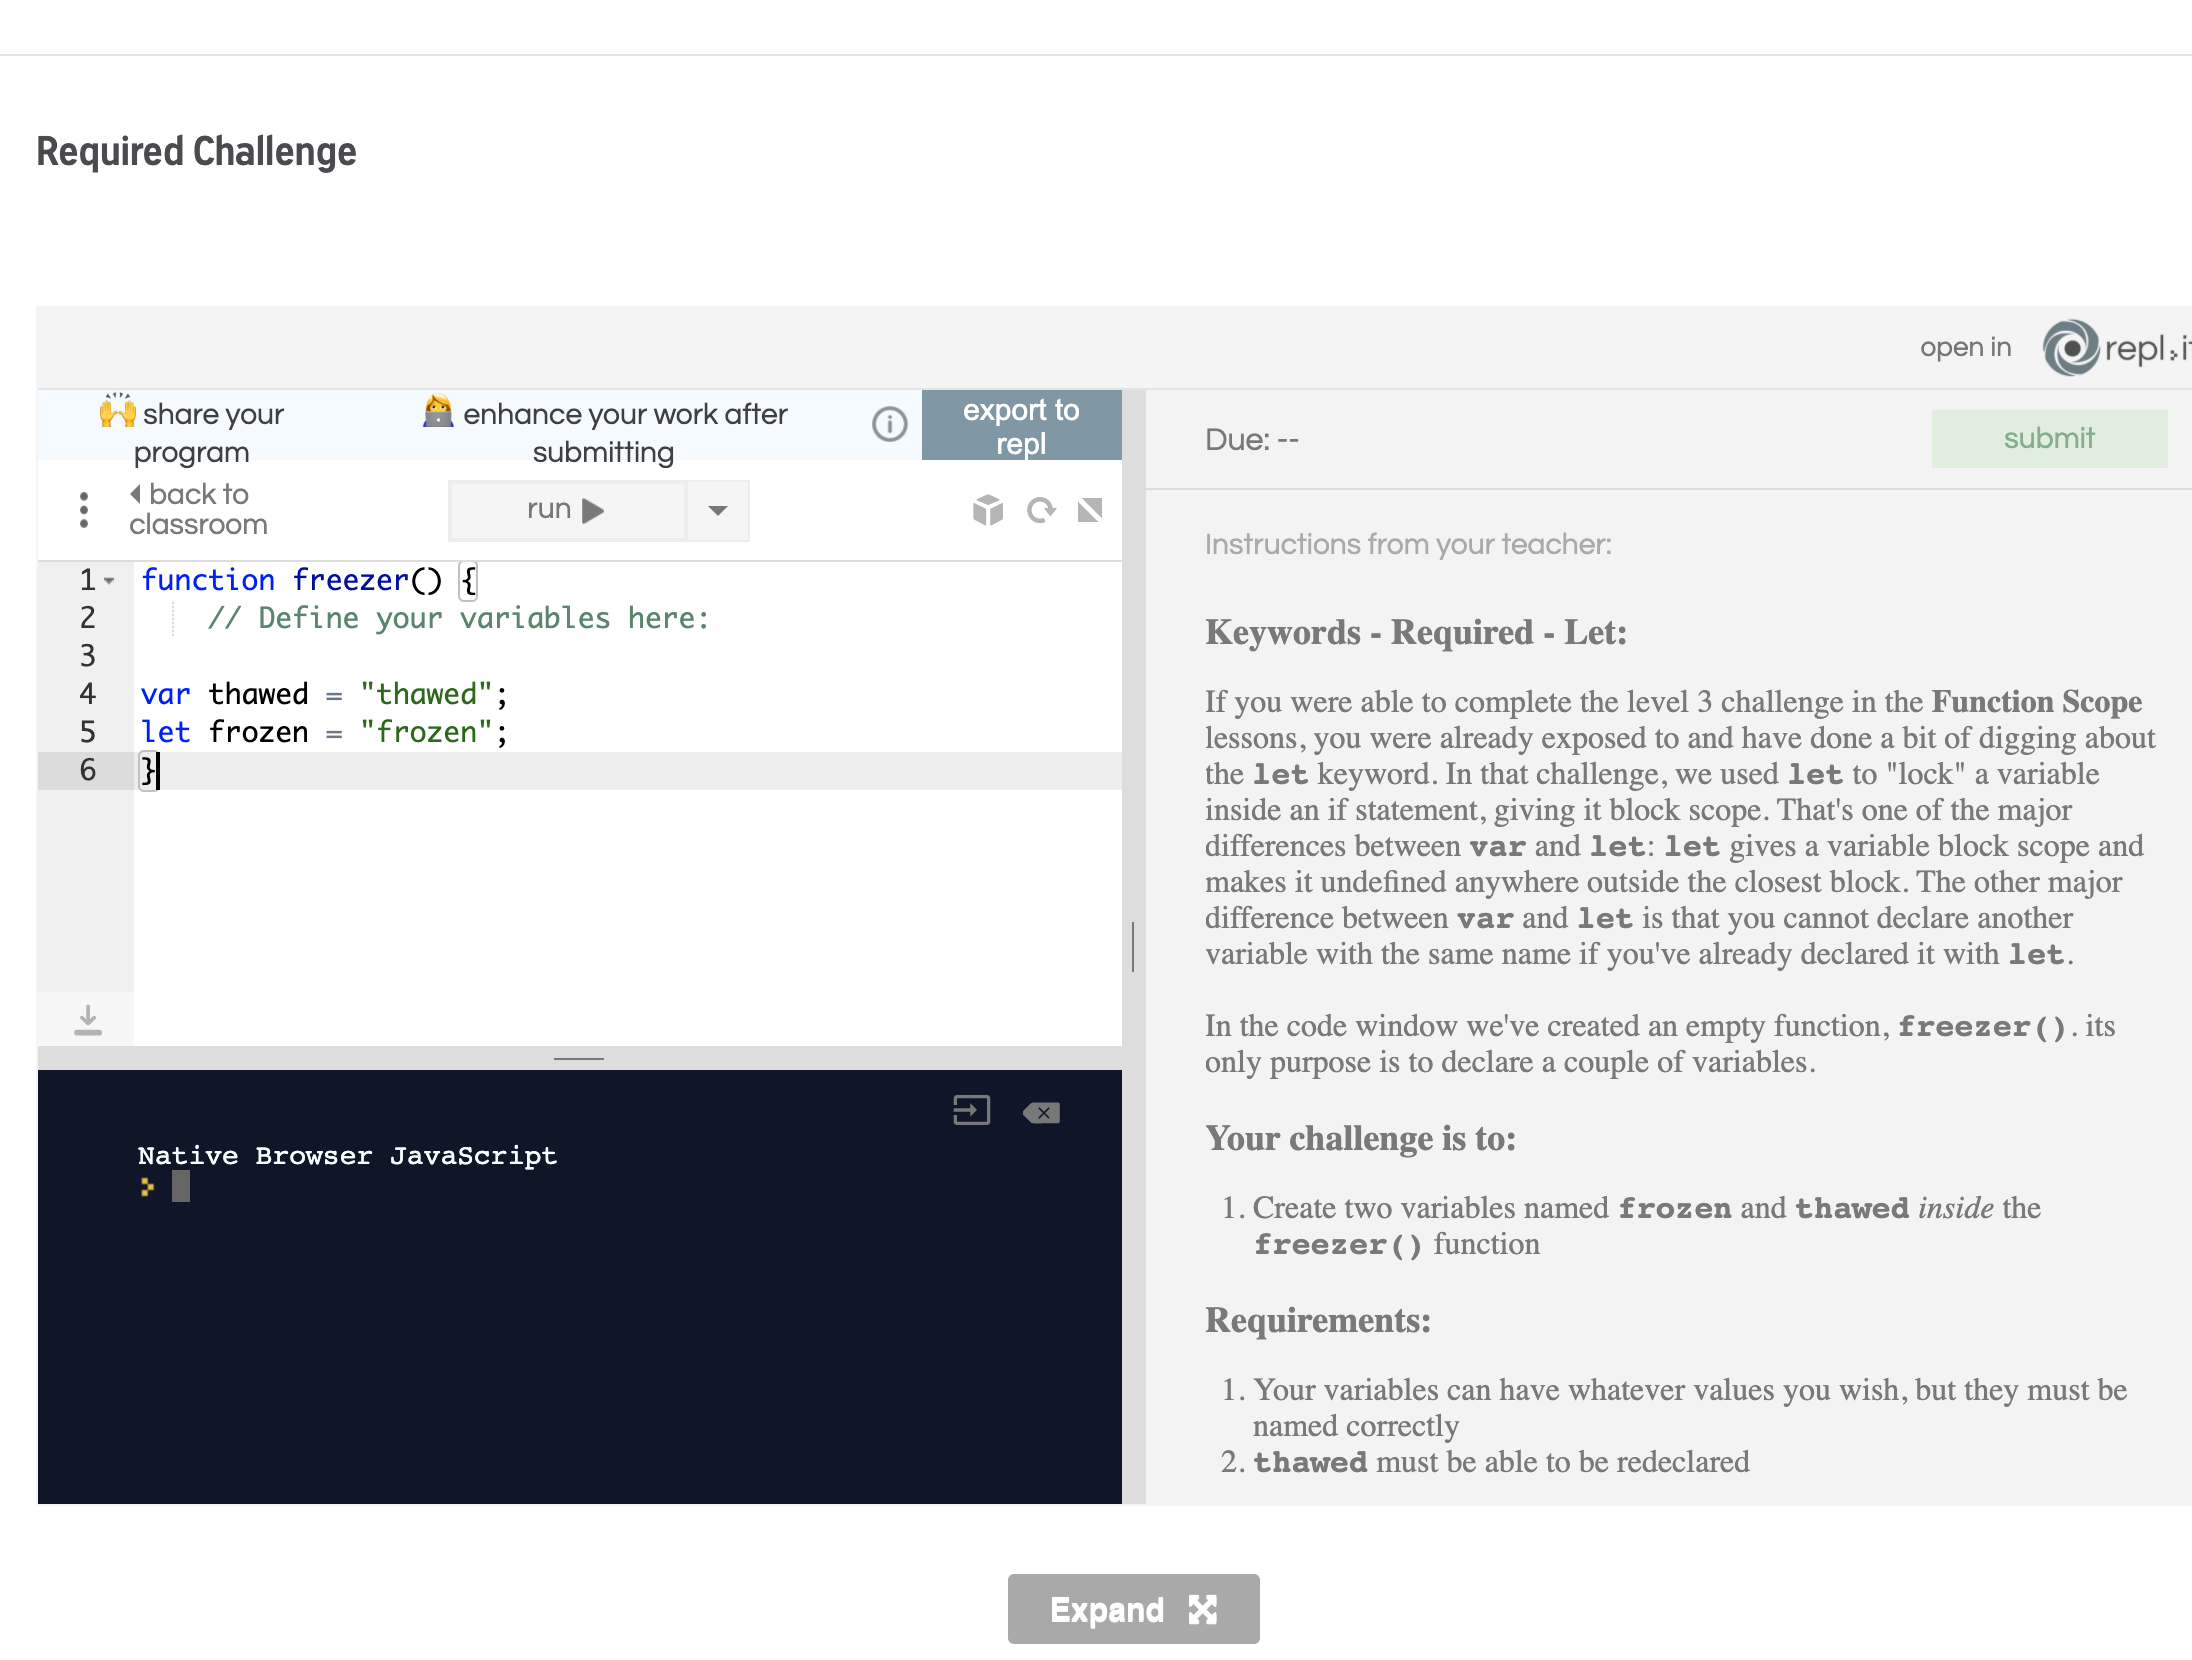 Required Challenge
open in repl.it
🙌 share your
program
👩‍💻 enhance your work after
submitting
export to
repl
back to
classroom
run
Due: --
submit
1 function freezer() {
2 // Define your variables here:
3
4 var thawed = "thawed";
5 let frozen = "frozen";
6 }
Native Browser JavaScript
>
Instructions from your teacher:
Keywords - Required - Let:
If you were able to complete the level 3 challenge in the Function Scope
lessons, you were already exposed to and have done a bit of digging about
the let keyword. In that challenge, we used let to "lock" a variable
inside an if statement, giving it block scope. That's one of the major
differences between var and let: let gives a variable block scope and
makes it undefined anywhere outside the closest block. The other major
difference between var and let is that you cannot declare another
variable with the same name if you've already declared it with let.
In the code window we've created an empty function, freezer(). its
only purpose is to declare a couple of variables.
Your challenge is to:
1. Create two variables named frozen and thawed inside the
freezer() function
Requirements:
1. Your variables can have whatever values you wish, but they must be
named correctly
2. thawed must be able to be redeclared
Expand